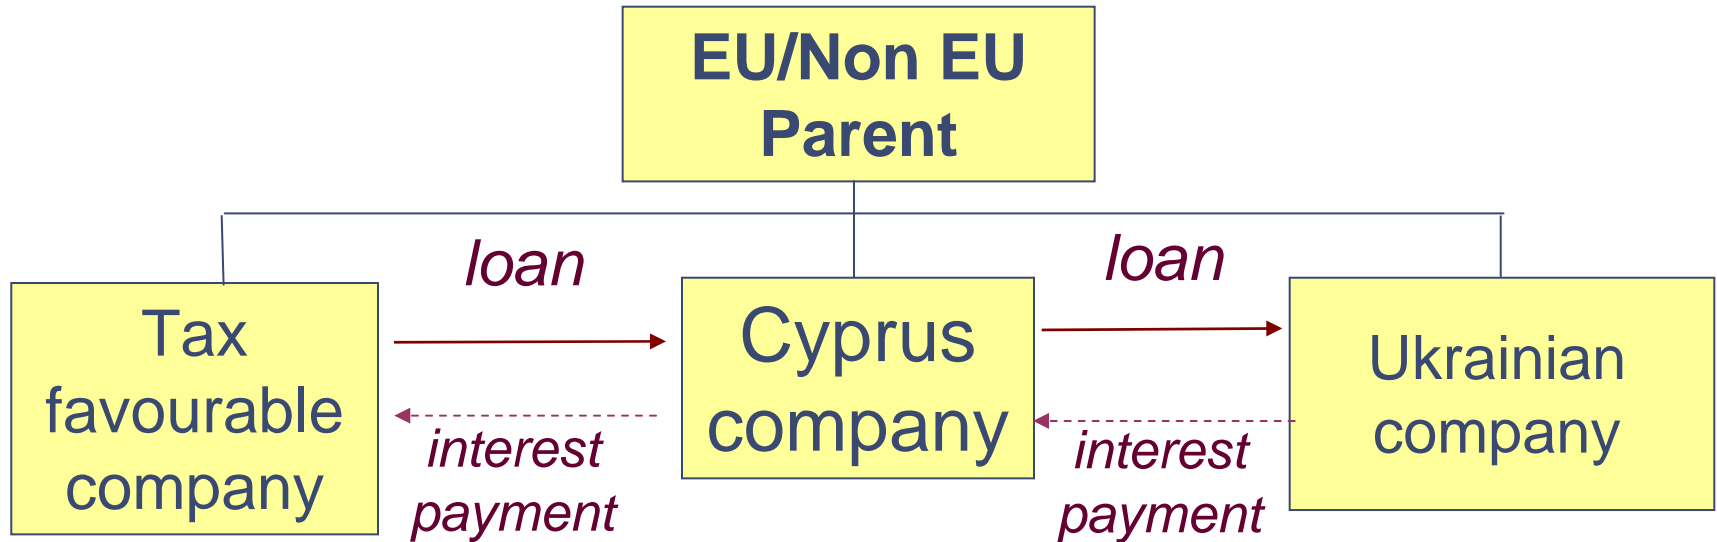 EU/Non EU
Parent
loan
loan
Tax
favourable
company
Cyprus
company
Ukrainian
company
interest
payment
interest
payment